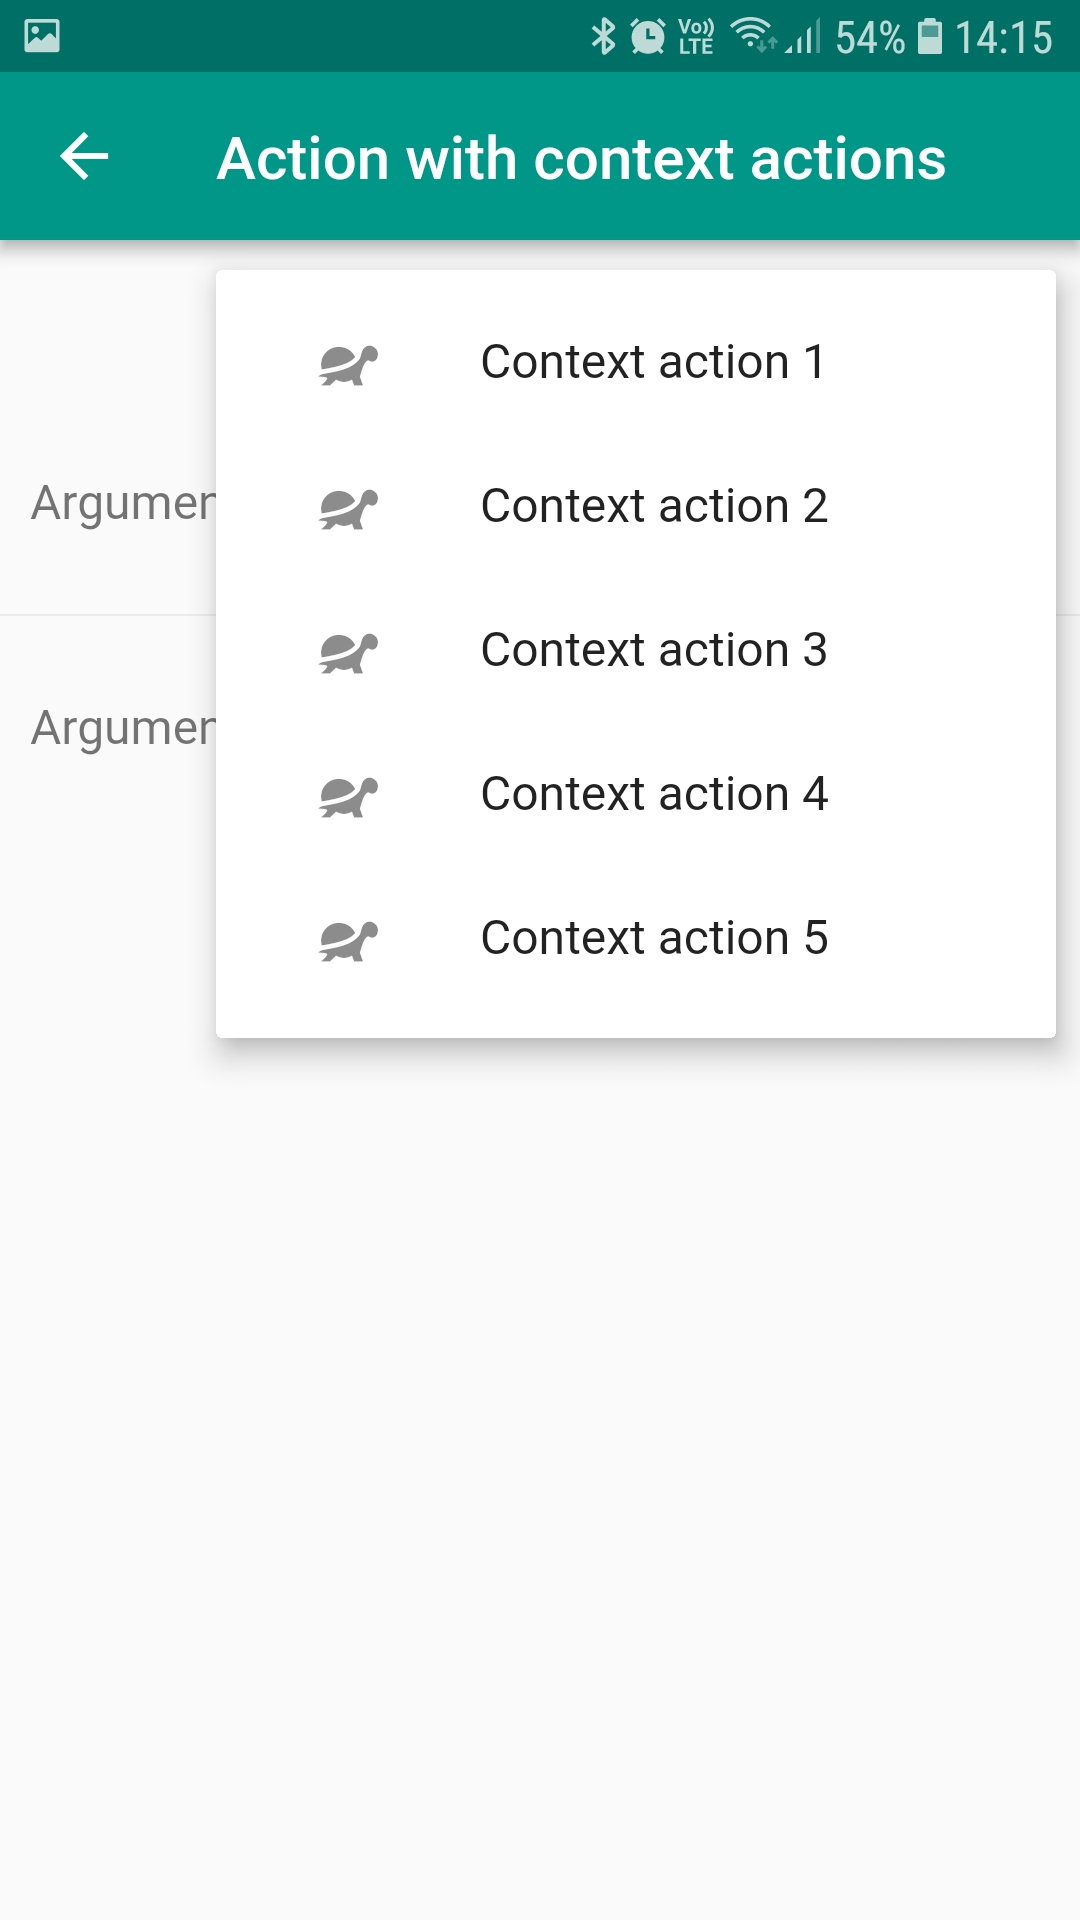 Vo)) LTE 54% 14:15
Action with context actions
Context action 1
Context action 2
Argumen
Context action 3
Argumen
Context action 4
Context action 5